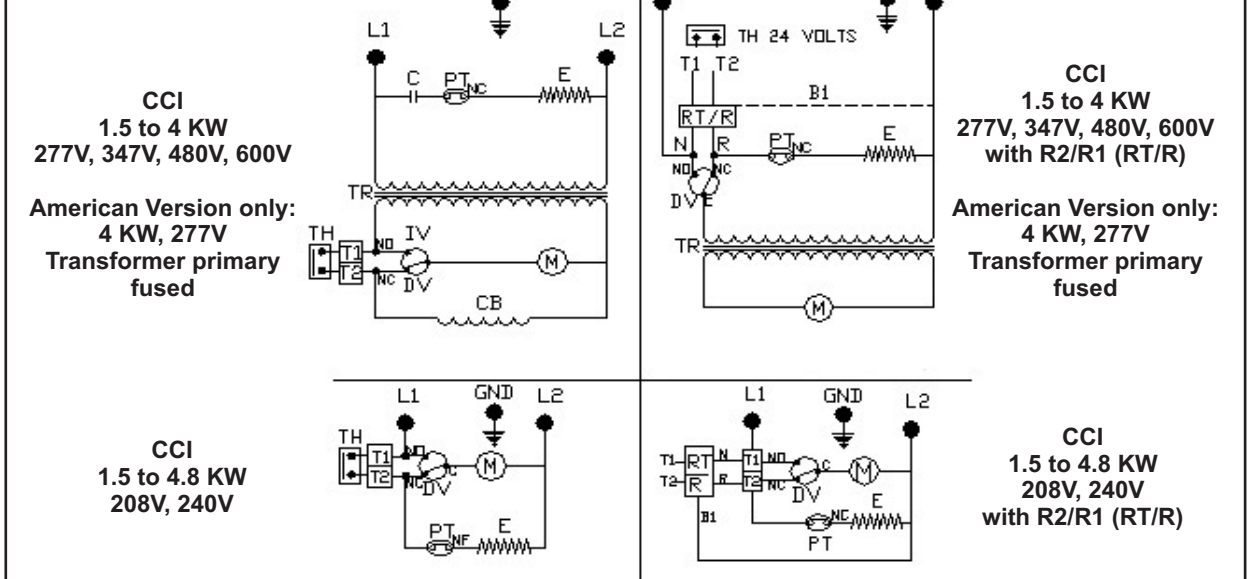 L1
L2
C
PT
NC
E
CCI
1.5 to 4 KW
277V, 347V, 480V, 600V
American Version only:
4 KW, 277V
Transformer primary
fused
TR
TH
T1
T2
NO
IV
NC
DV
M
CB
TH 24 VOLTS
T1 T2
B1
RT/R
N
R
PT
NC
E
NO
NC
DV
E
TR
M
CCI
1.5 to 4 KW
277V, 347V, 480V, 600V
with R2/R1 (RT/R)
American Version only:
4 KW, 277V
Transformer primary
fused
CCI
1.5 to 4.8 KW
208V, 240V
L1
GND
L2
TH
T1
T2
NO
NC
C
DV
M
PT
NF
E
L1
GND
L2
T1
RT
N
T1
NO
C
M
T2
R
R
T2
NC
DV
B1
PT
NC
E
CCI
1.5 to 4.8 KW
208V, 240V
with R2/R1 (RT/R)